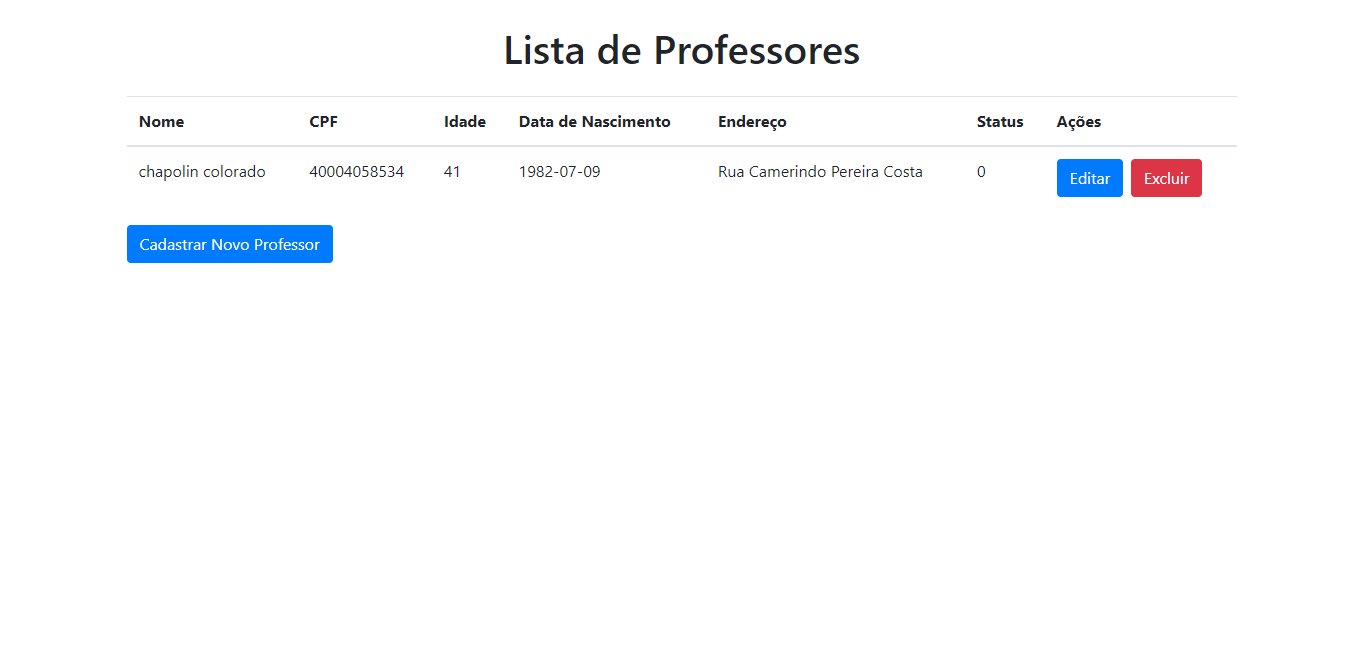 Lista de Professores
Nome CPF Idade Data de Nascimento Endereço Status Ações
chapolin colorado 40004058534 41 1982-07-09 Rua Camerindo Pereira Costa 0 Editar Excluir
Cadastrar Novo Professor